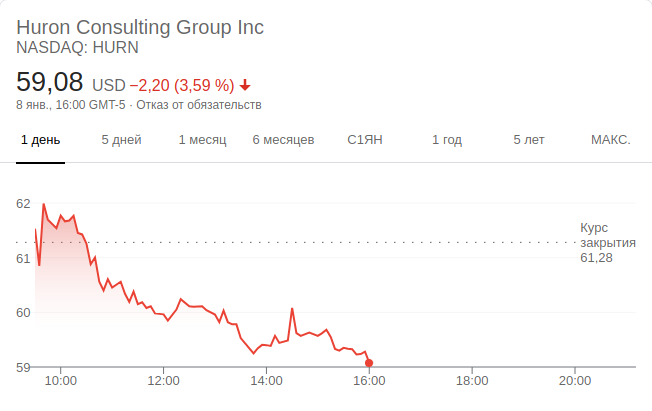 Huron Consulting Group Inc
NASDAQ: HURN
59,08 USD −2,20 (3,59 %)
8 янв., 16:00 GMT-5 · Отказ от обязательств
1 день 5 дней 1 месяц 6 месяцев С1ЯН 1 год 5 лет МАКС.
62
Курс
закрытия
61,28
61
60
59
10:00 12:00 14:00 16:00 18:00 20:00